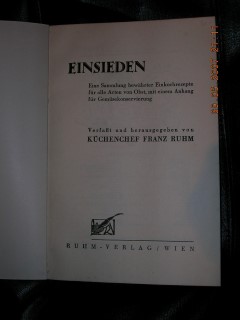 EINSIEDEN
Eine Sammlung bewährter Einkochrezepte
für alle Arten von Obst, mit einem Anhang
für Gemüsekonservierung
Verfaßt und herausgegeben von
KÜCHENCHEF FRANZ RUHM
RUHM-VERLAG / WIEN